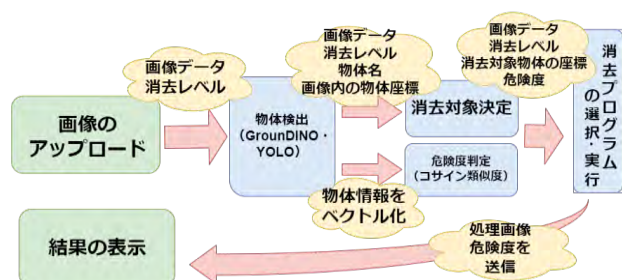 画像データ
消去レベル
画像の
アップロード
物体検出
(GrounDINO・
YOLO)
画像データ
消去レベル
物体名
画像内の物体座標
消去対象決定
物体情報を
ベクトル化
危険度判定
(コサイン類似度)
画像データ
消去レベル
消去対象物体の座標
危険度
消去プログラム
の選択・実行
処理画像
危険度を
送信
結果の表示